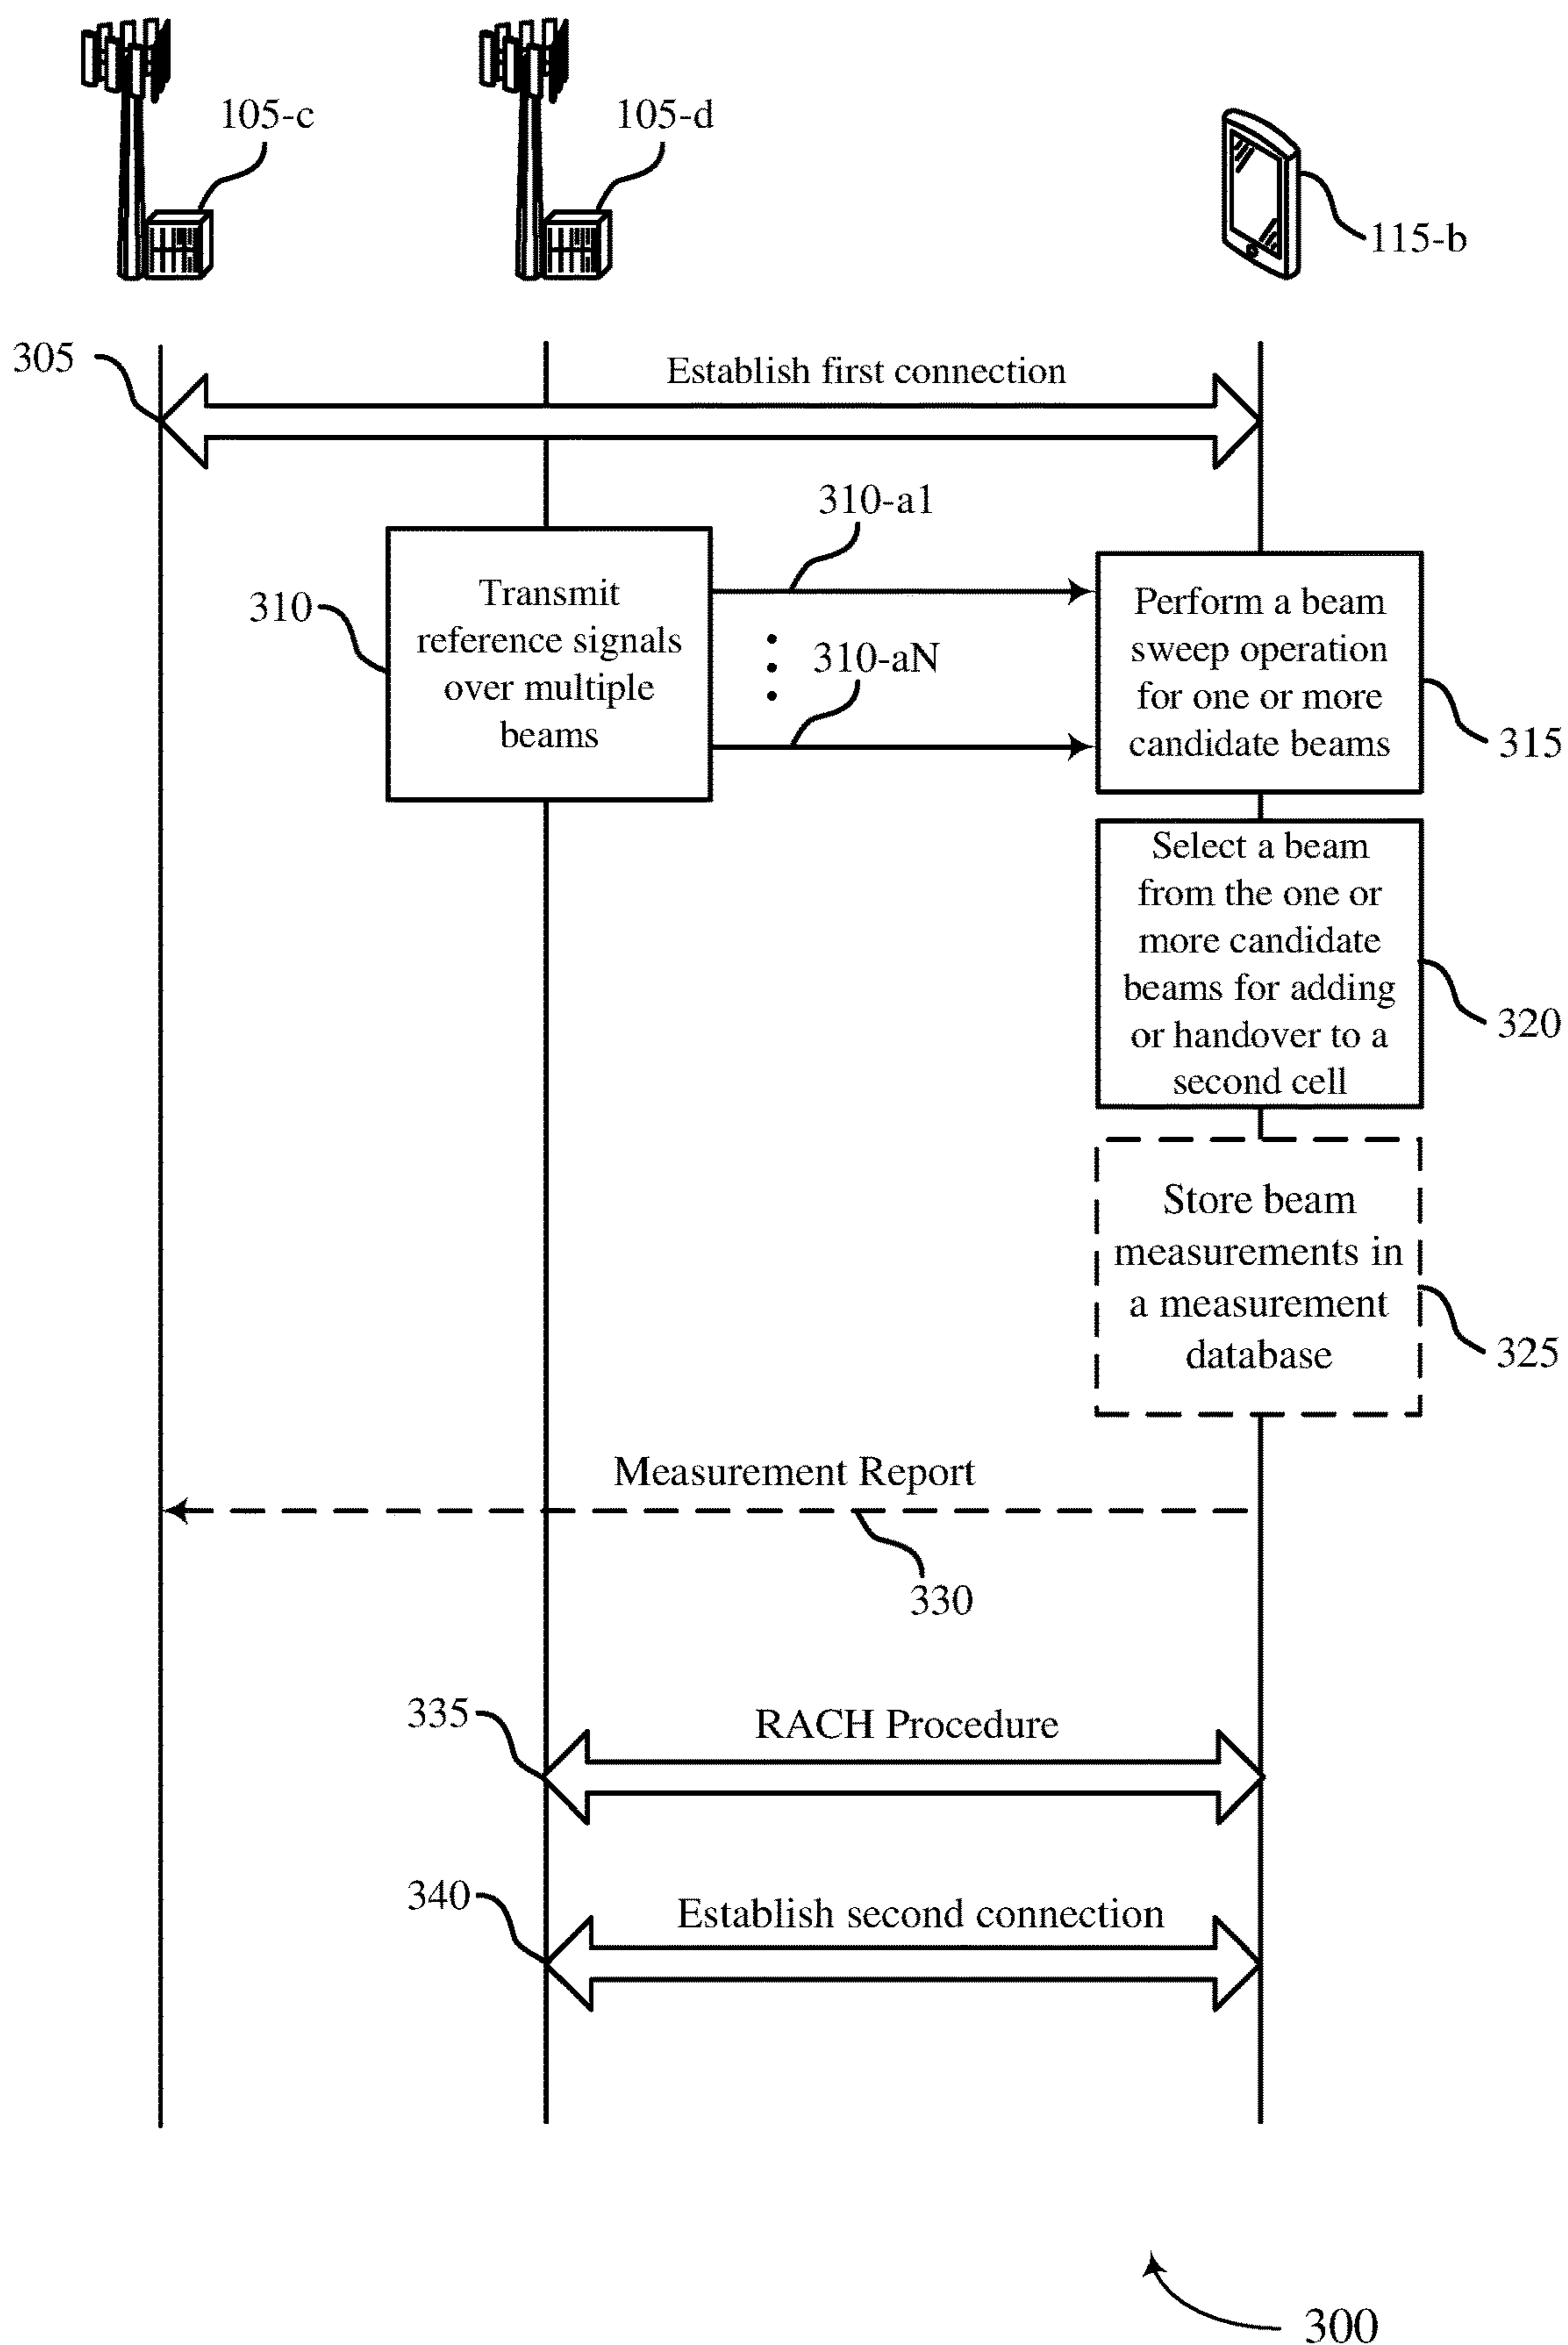 105-c
105-d
115-b
305
Establish first connection
310-a1
310
Transmit
reference signals
over multiple
beams
310-aN
Perform a beam
sweep operation
for one or more
candidate beams
315
Select a beam
from the one or
more candidate
beams for adding
or handover to a
second cell
320
Store beam
measurements in
a measurement
database
325
Measurement Report
330
335
RACH Procedure
340
Establish second connection
300